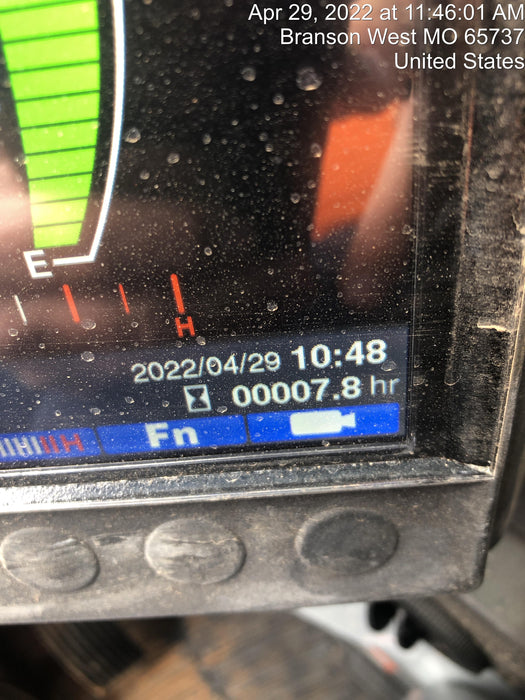 Apr 29, 2022 at 11:46:01 AM
Branson West MO 65737
United States
E
H
2022/04/29 10:48
00007.8 hr
H
Fn